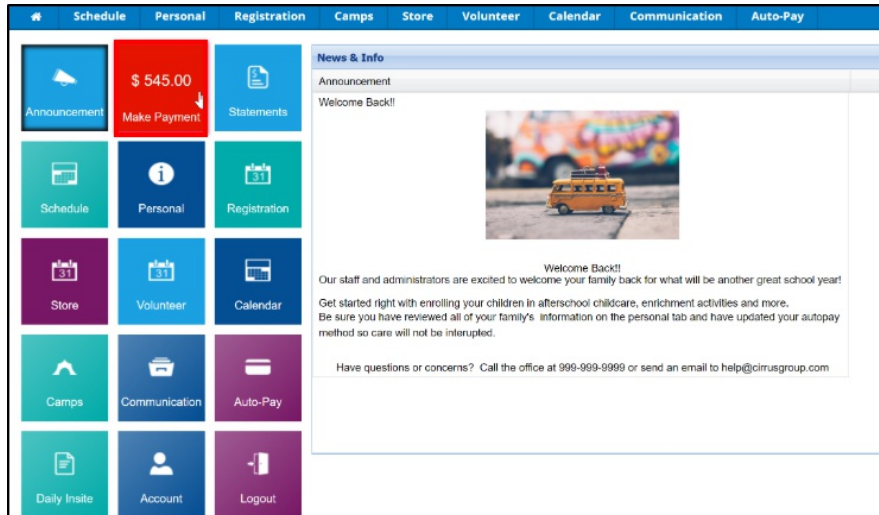 Schedule Personal Registration Camps Store Volunteer Calendar Communication Auto-Pay
Announcement
$ 545.00
Make Payment
Statements
Schedule
Personal
31
Registration
31
Store
31
Volunteer
Calendar
Camps
Communication
Auto-Pay
Daily Insite
Account
Logout
News & Info
Announcement
Welcome Back!!
Welcome Back!!
Our staff and administrators are excited to welcome your family back for what will be another great school year!
Get started right with enrolling your children in afterschool childcare, enrichment activities and more.
Be sure you have reviewed all of your family's information on the personal tab and have updated your autopay
method so care will not be interupted.
Have questions or concerns? Call the office at 999-999-9999 or send an email to help@cirrusgroup.com